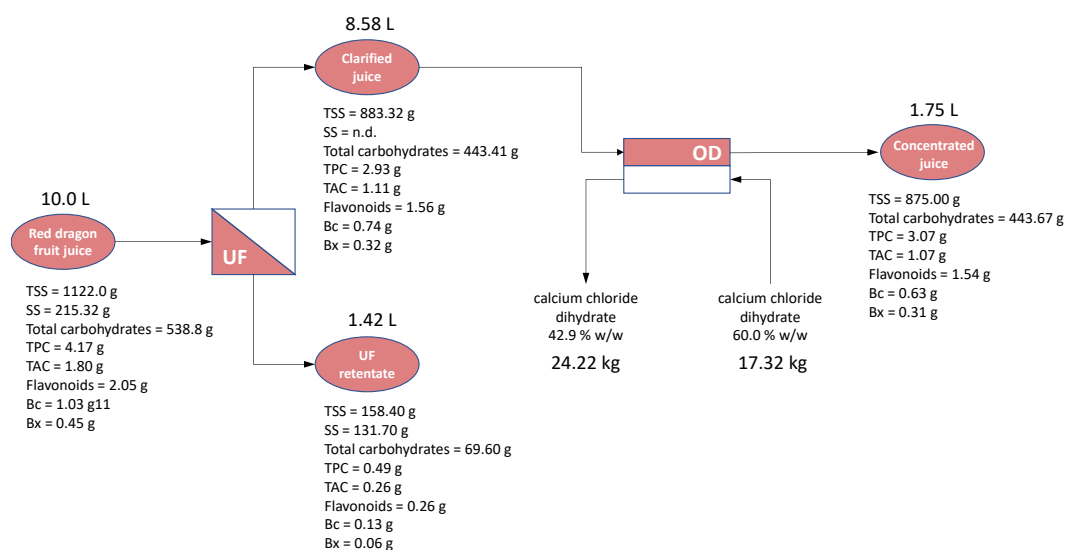 10.0 L
Red dragon
fruit juice
TSS = 1122.0 g
SS = 215.32 g
Total carbohydrates = 538.8 g
TPC = 4.17 g
TAC = 1.80 g
Flavonoids = 2.05 g
Bc = 1.03 g11
Bx = 0.45 g
UF
8.58 L
Clarified
juice
TSS = 883.32 g
SS = n.d.
Total carbohydrates = 443.41 g
TPC = 2.93 g
TAC = 1.11 g
Flavonoids = 1.56 g
Bc = 0.74 g
Bx = 0.32 g
1.42 L
UF
retentate
TSS = 158.40 g
SS = 131.70 g
Total carbohydrates = 69.60 g
TPC = 0.49 g
TAC = 0.26 g
Flavonoids = 0.26 g
Bc = 0.13 g
Bx = 0.06 g
OD
calcium chloride
dihydrate
42.9 % w/w
24.22 kg
calcium chloride
dihydrate
60.0 % w/w
17.32 kg
1.75 L
Concentrated
juice
TSS = 875.00 g
Total carbohydrates = 443.67 g
TPC = 3.07 g
TAC = 1.07 g
Flavonoids = 1.54 g
Bc = 0.63 g
Bx = 0.31 g